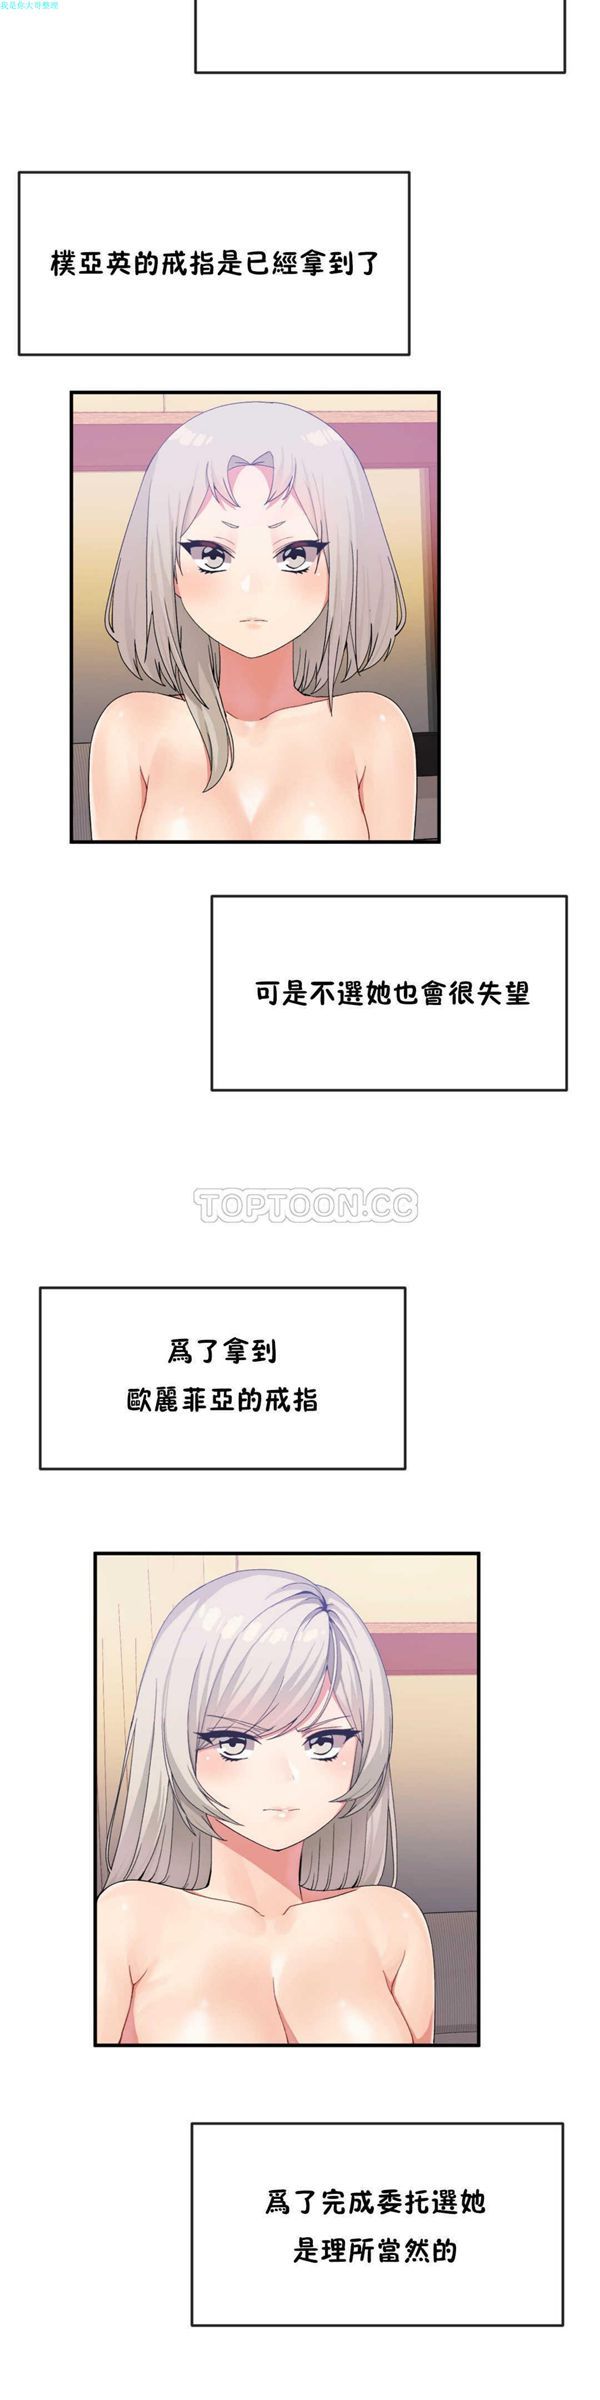 我是你大哥整理
樸亞英的戒指是已經拿到了
可是不選她也會很失望
TOPTOON.CC
爲了拿到
歐麗菲亞的戒指
爲了完成委托選她
是理所當然的